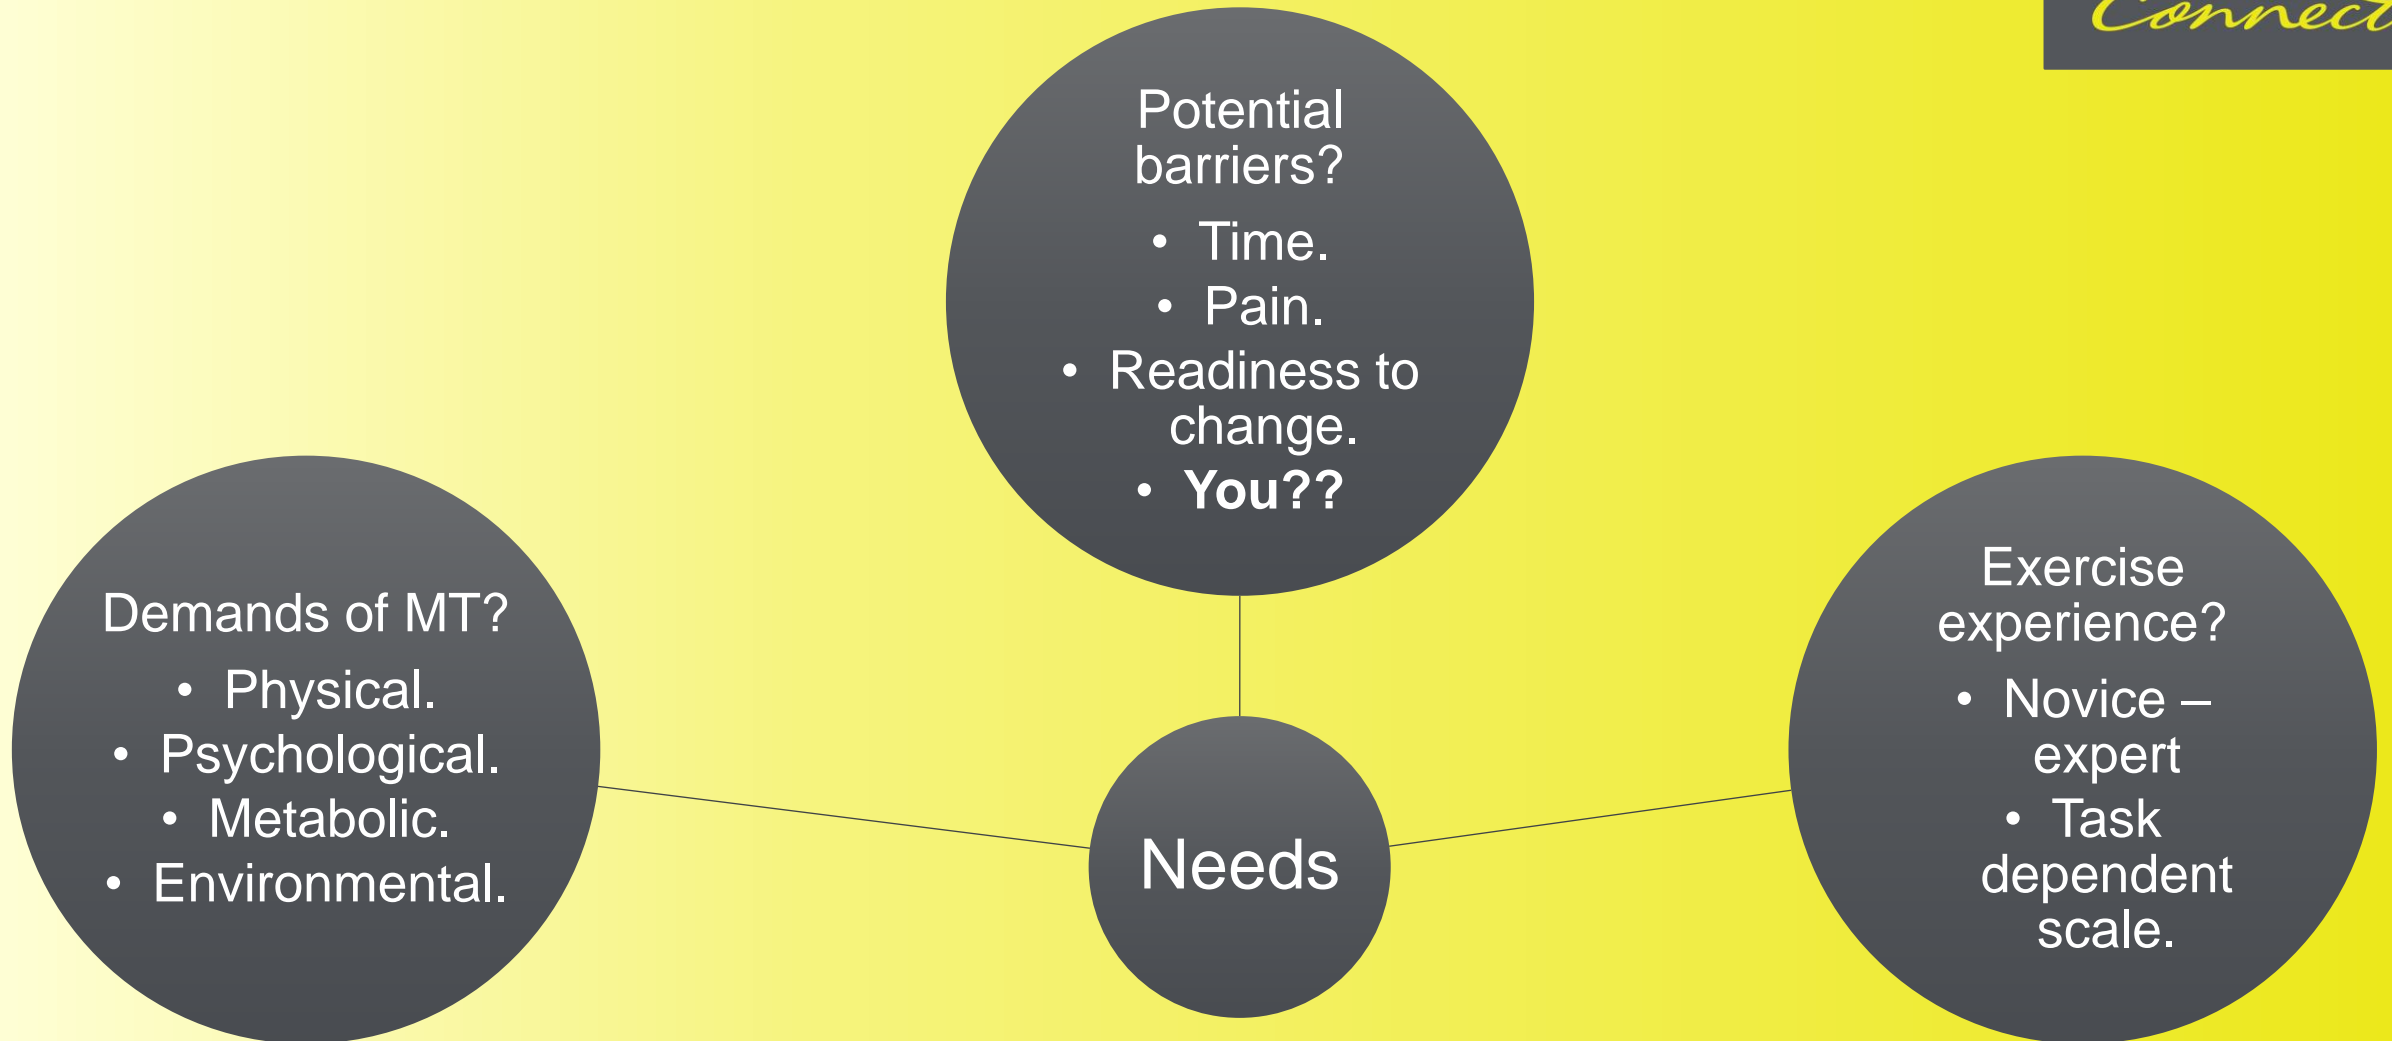 Connect
Potential
barriers?
• Time.
• Pain.
• Readiness to
change.
• You??
Demands of MT?
• Physical.
• Psychological.
• Metabolic.
• Environmental.
Needs
Exercise
experience?
• Novice –
expert
• Task
dependent
scale.